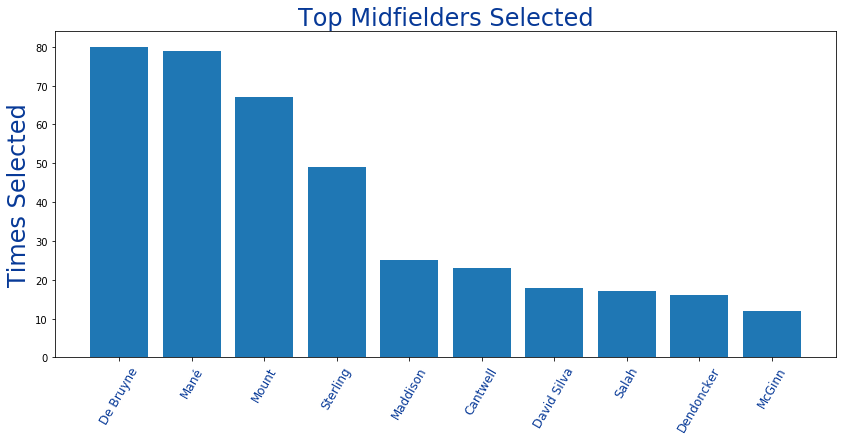 Top Midfielders Selected
Times Selected
80
70
60
50
40
30
20
10
0
De Bruyne
Mané
Mount
Sterling
Maddison
Cantwell
David Silva
Salah
Dendoncker
McGinn